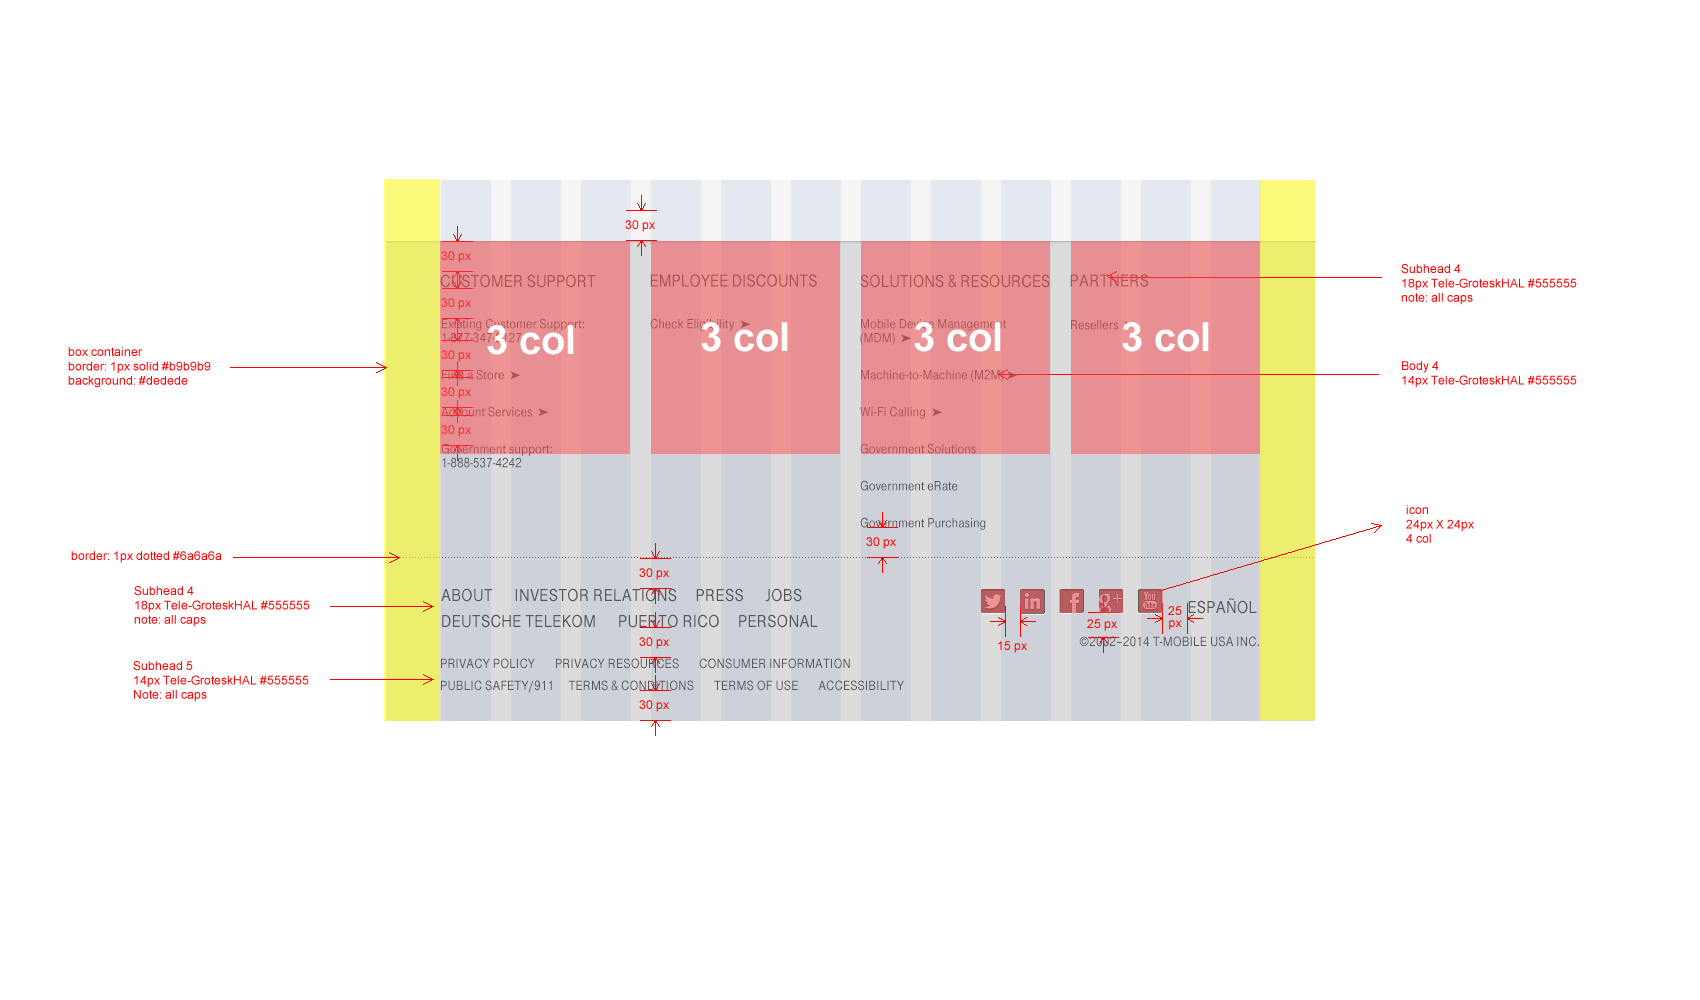 30 px
30 px
CUSTOMER SUPPORT
EMPLOYEE DISCOUNTS
SOLUTIONS & RESOURCES
PARTNERS
Subhead 4
18px Tele-GroteskHAL #555555
note: all caps
30 px
Existing Customer Support:
1-877-347-2127
Check Eligibility
Mobile Device Management
(MDM)
Resellers
3 col
3 col
3 col
3 col
box container
border: 1px solid #b9b9b9
background: #dedede
30 px
Find a Store
Machine-to-Machine (M2M)
Body 4
14px Tele-GroteskHAL #555555
30 px
Account Services
Wi-Fi Calling
30 px
Government support:
1-888-537-4242
Government Solutions
Government eRate
Government Purchasing
icon
24px X 24px
4 col
30 px
border: 1px dotted #6a6a6a
30 px
Subhead 4
18px Tele-GroteskHAL #555555
note: all caps
ABOUT INVESTOR RELATIONS PRESS JOBS
DEUTSCHE TELEKOM PUERTO RICO PERSONAL
in f g+ You Tube
ESPAÑOL
25 px
25 px
15 px
©2002–2014 T-MOBILE USA INC.
30 px
Subhead 5
14px Tele-GroteskHAL #555555
Note: all caps
PRIVACY POLICY PRIVACY RESOURCES CONSUMER INFORMATION
PUBLIC SAFETY/911 TERMS & CONDITIONS TERMS OF USE ACCESSIBILITY
30 px